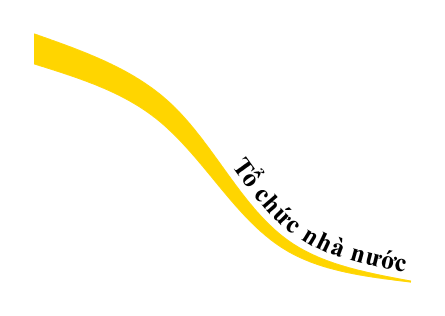 Tổ chức nhà nước